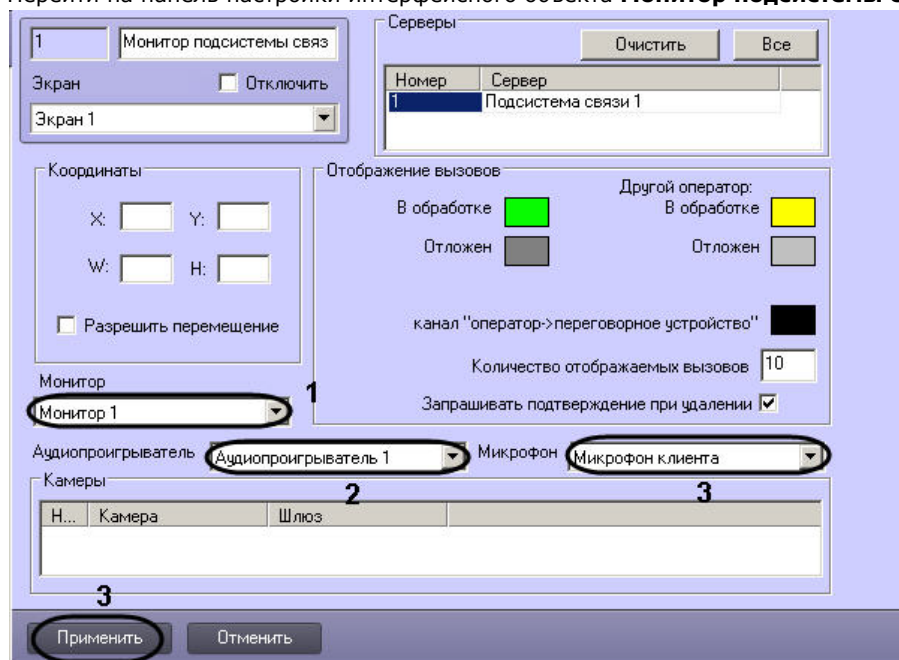 Перейти на панель настройки интерфейсного объекта Монитор подсистемы с
1 Монитор подсистемы связ
Экран Отключить
Экран 1
Серверы
Очистить Все
Номер Сервер
1 Подсистема связи 1
Координаты
X: Y:
W: H:
Разрешить перемещение
Отображение вызовов
Другой оператор:
В обработке В обработке
Отложен Отложен
канал "оператор->переговорное устройство"
Количество отображаемых вызовов 10
Запрашивать подтверждение при удалении
Монитор
Монитор 1
1
Аудиопроигрыватель Аудиопроигрыватель 1 Микрофон Микрофон клиента
2 3
Камеры
Н... Камера Шлюз
3
Применить Отменить